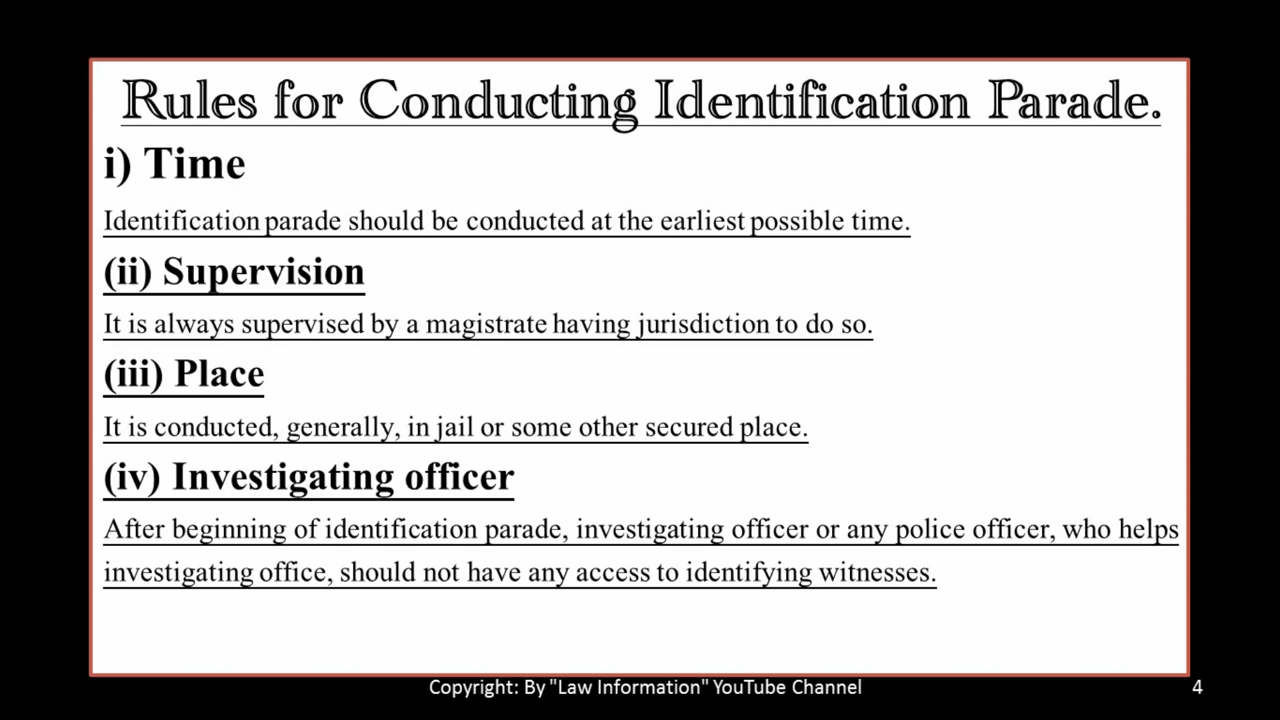 Rules for Conducting Identification Parade.
i) Time
Identification parade should be conducted at the earliest possible time.
(ii) Supervision
It is always supervised by a magistrate having jurisdiction to do so.
(iii) Place
It is conducted, generally, in jail or some other secured place.
(iv) Investigating officer
After beginning of identification parade, investigating officer or any police officer, who helps
investigating office, should not have any access to identifying witnesses.
Copyright: By "Law Information" YouTube Channel
4